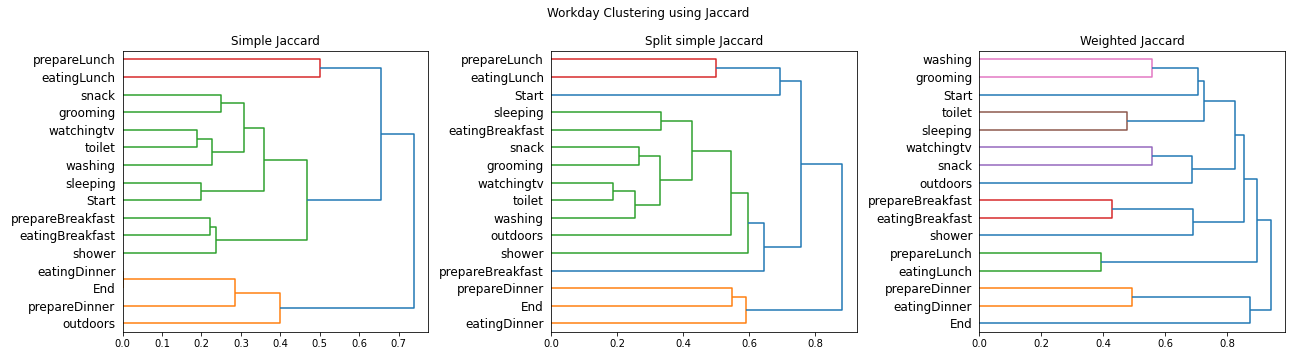 Workday Clustering using Jaccard
Simple Jaccard
prepareLunch
eatingLunch
snack
grooming
watchingtv
toilet
washing
sleeping
Start
prepareBreakfast
eatingBreakfast
shower
eatingDinner
End
prepareDinner
outdoors
0.0 0.1 0.2 0.3 0.4 0.5 0.6 0.7
Split simple Jaccard
prepareLunch
eatingLunch
Start
sleeping
eatingBreakfast
snack
grooming
watchingtv
toilet
washing
outdoors
shower
prepareBreakfast
prepareDinner
End
eatingDinner
0.0 0.2 0.4 0.6 0.8
Weighted Jaccard
washing
grooming
Start
toilet
sleeping
watchingtv
snack
outdoors
prepareBreakfast
eatingBreakfast
shower
prepareLunch
eatingLunch
prepareDinner
eatingDinner
End
0.0 0.2 0.4 0.6 0.8